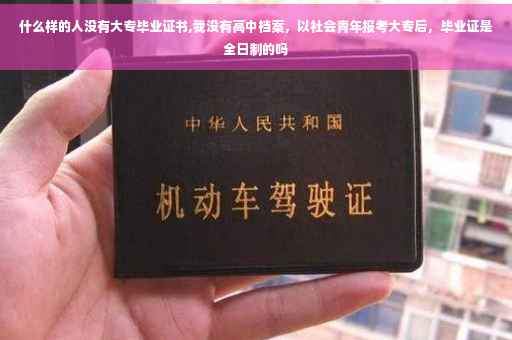 什么样的人没有大专毕业证书,我没有高中档案，以社会青年报考大专后，毕业证是
全日制的吗
中华人民共和国
机动车驾驶证